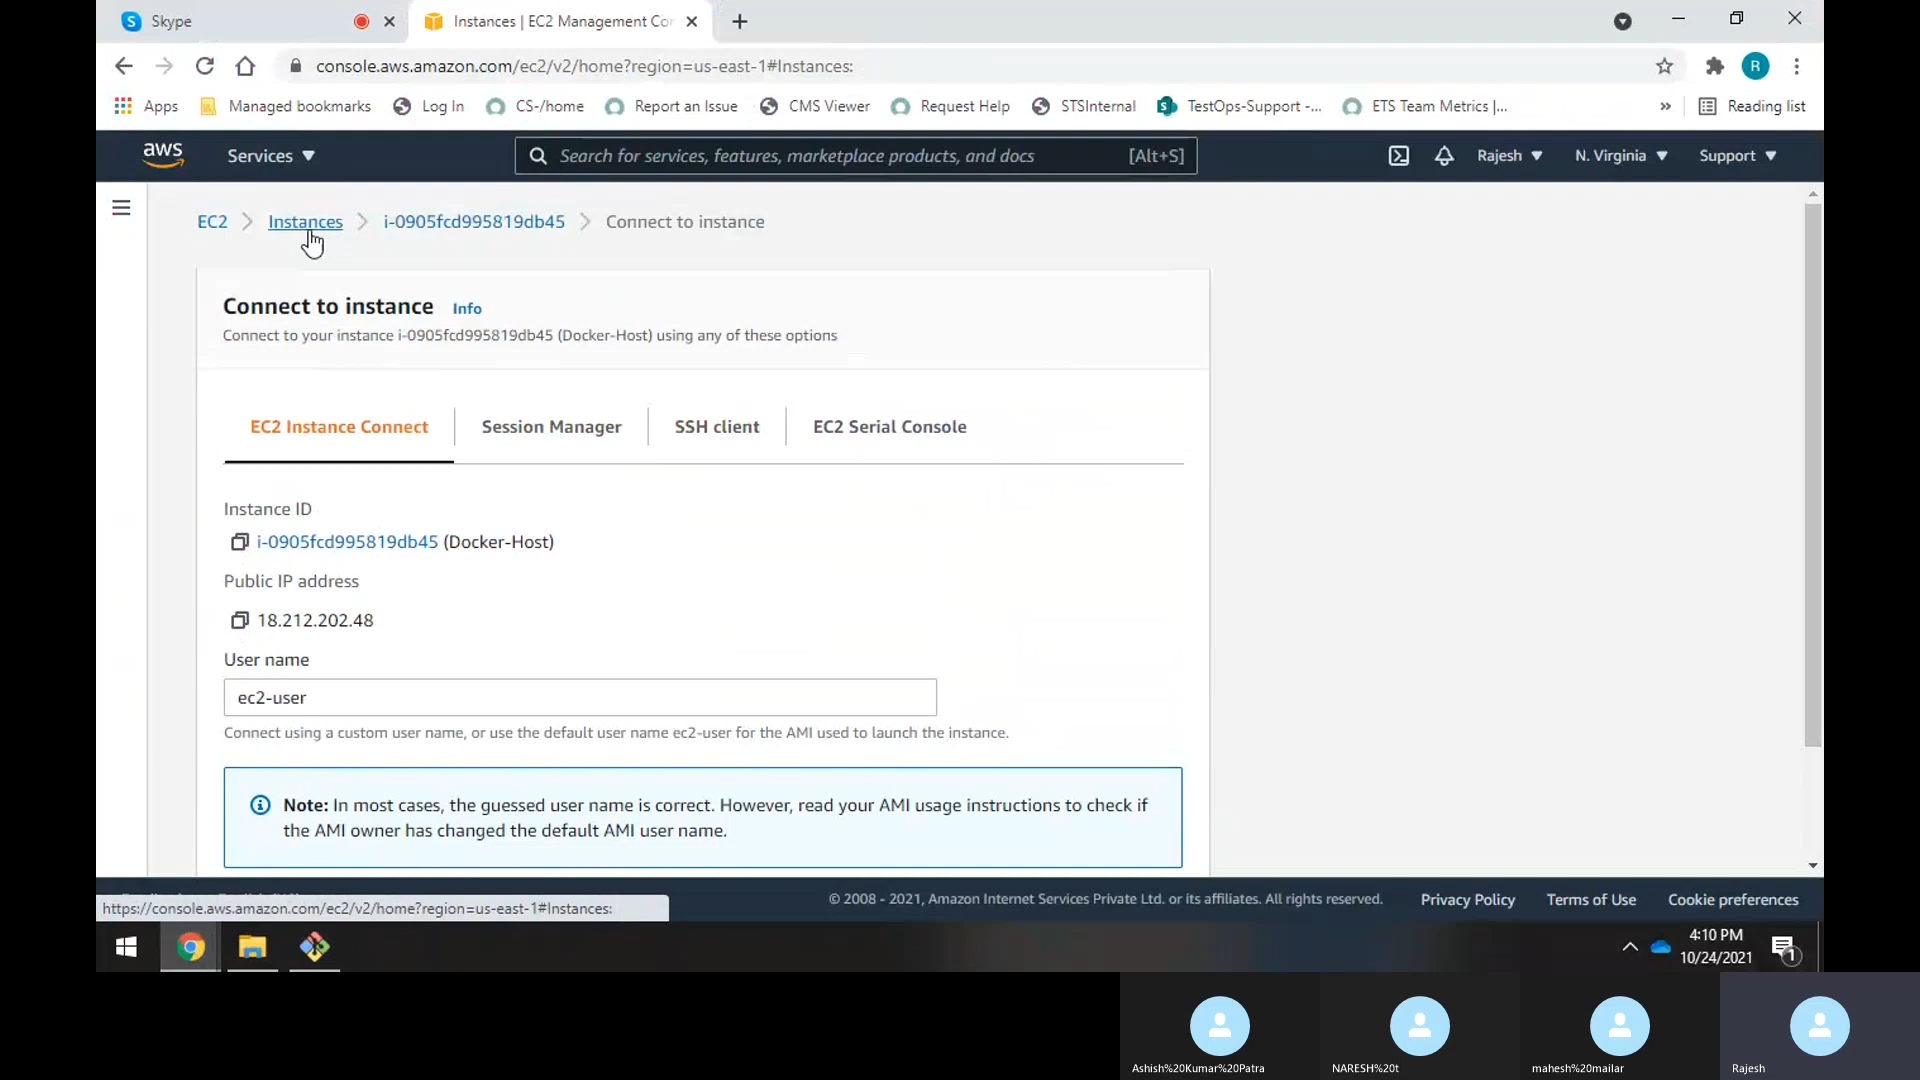 Skype
Instances | EC2 Management Co
console.aws.amazon.com/ec2/v2/home?region=us-east-1#Instances:
R
Apps
Managed bookmarks
Log In
CS-/home
Report an Issue
CMS Viewer
Request Help
STSInternal
TestOps-Support -...
ETS Team Metrics |...
»
Reading list
aws
Services
Search for services, features, marketplace products, and docs
[Alt+S]
Rajesh
N. Virginia
Support
EC2
Instances
i-0905fcd995819db45
Connect to instance
Connect to instance
Info
Connect to your instance i-0905fcd995819db45 (Docker-Host) using any of these options
EC2 Instance Connect
Session Manager
SSH client
EC2 Serial Console
Instance ID
i-0905fcd995819db45 (Docker-Host)
Public IP address
18.212.202.48
User name
ec2-user
Connect using a custom user name, or use the default user name ec2-user for the AMI used to launch the instance.
Note: In most cases, the guessed user name is correct. However, read your AMI usage instructions to check if
the AMI owner has changed the default AMI user name.
© 2008 - 2021, Amazon Internet Services Private Ltd. or its affiliates. All rights reserved.
Privacy Policy
Terms of Use
Cookie preferences
https://console.aws.amazon.com/ec2/v2/home?region=us-east-1#Instances:
4:10 PM
10/24/2021
1
Ashish%20Kumar%20Patra
NARESH%20t
mahesh%20mailar
Rajesh